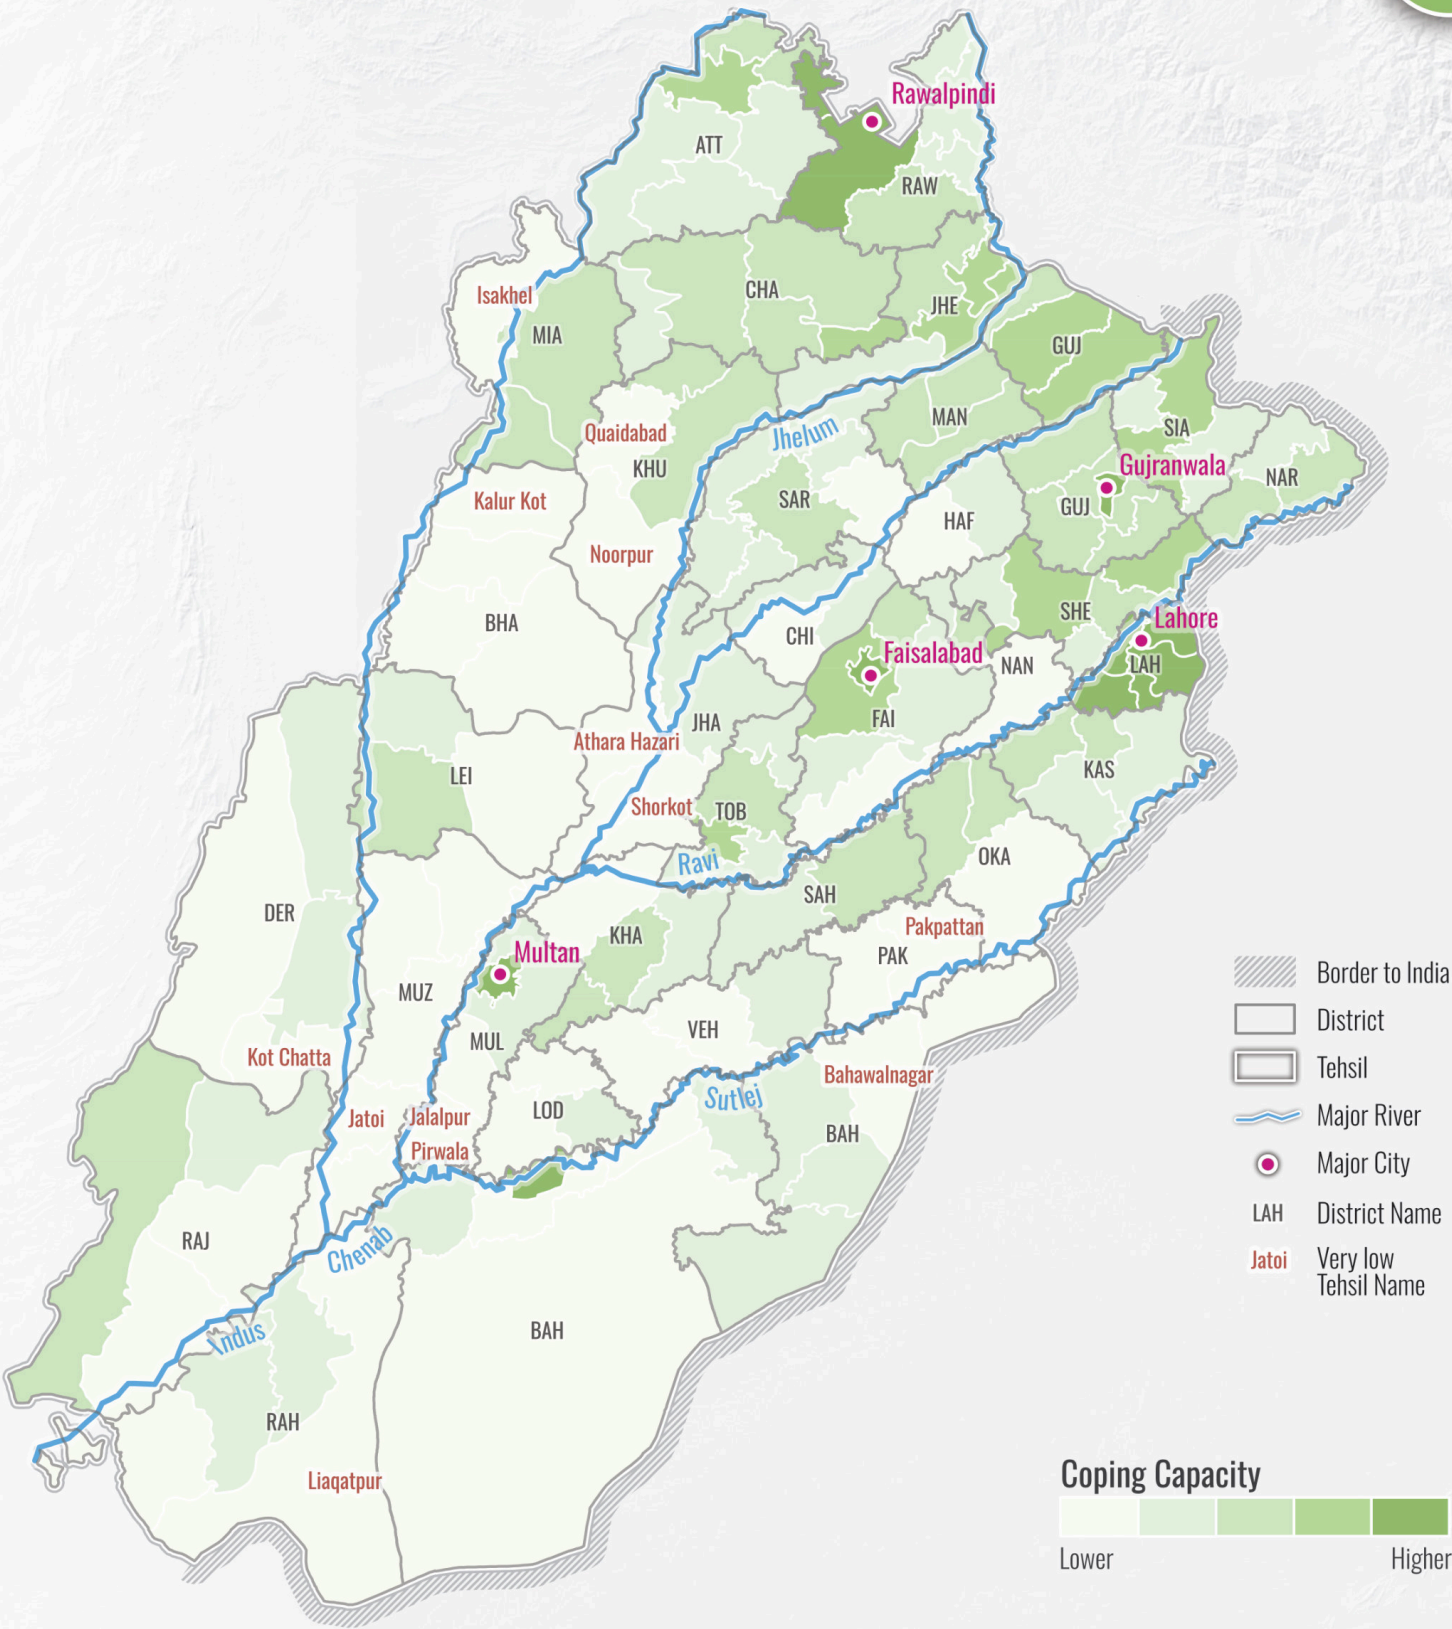 Rawalpindi
ATT
RAW
CHA
Isakhel
JHE
MIA
GUJ
MAN
SIA
Quaidabad
Jhelum
KHU
Gujranwala
NAR
Kalur Kot
SAR
GUJ
HAF
Noorpur
SHE
Lahore
BHA
CHI
Faisalabad
NAN
LAH
JHA
FAI
Athara Hazari
KAS
LEI
Shorkot
TOB
OKA
Ravi
SAH
DER
Pakpattan
KHA
Multan
PAK
MUZ
VEH
MUL
Kot Chatta
Bahawalnagar
Sutlej
LOD
Jatoi
Jalalpur
Pirwala
BAH
RAJ
Chenab
Indus
BAH
RAH
Liaqatpur
Border to India
District
Tehsil
Major River
Major City
LAH District Name
Jatoi Very low
Tehsil Name
Coping Capacity
Lower Higher